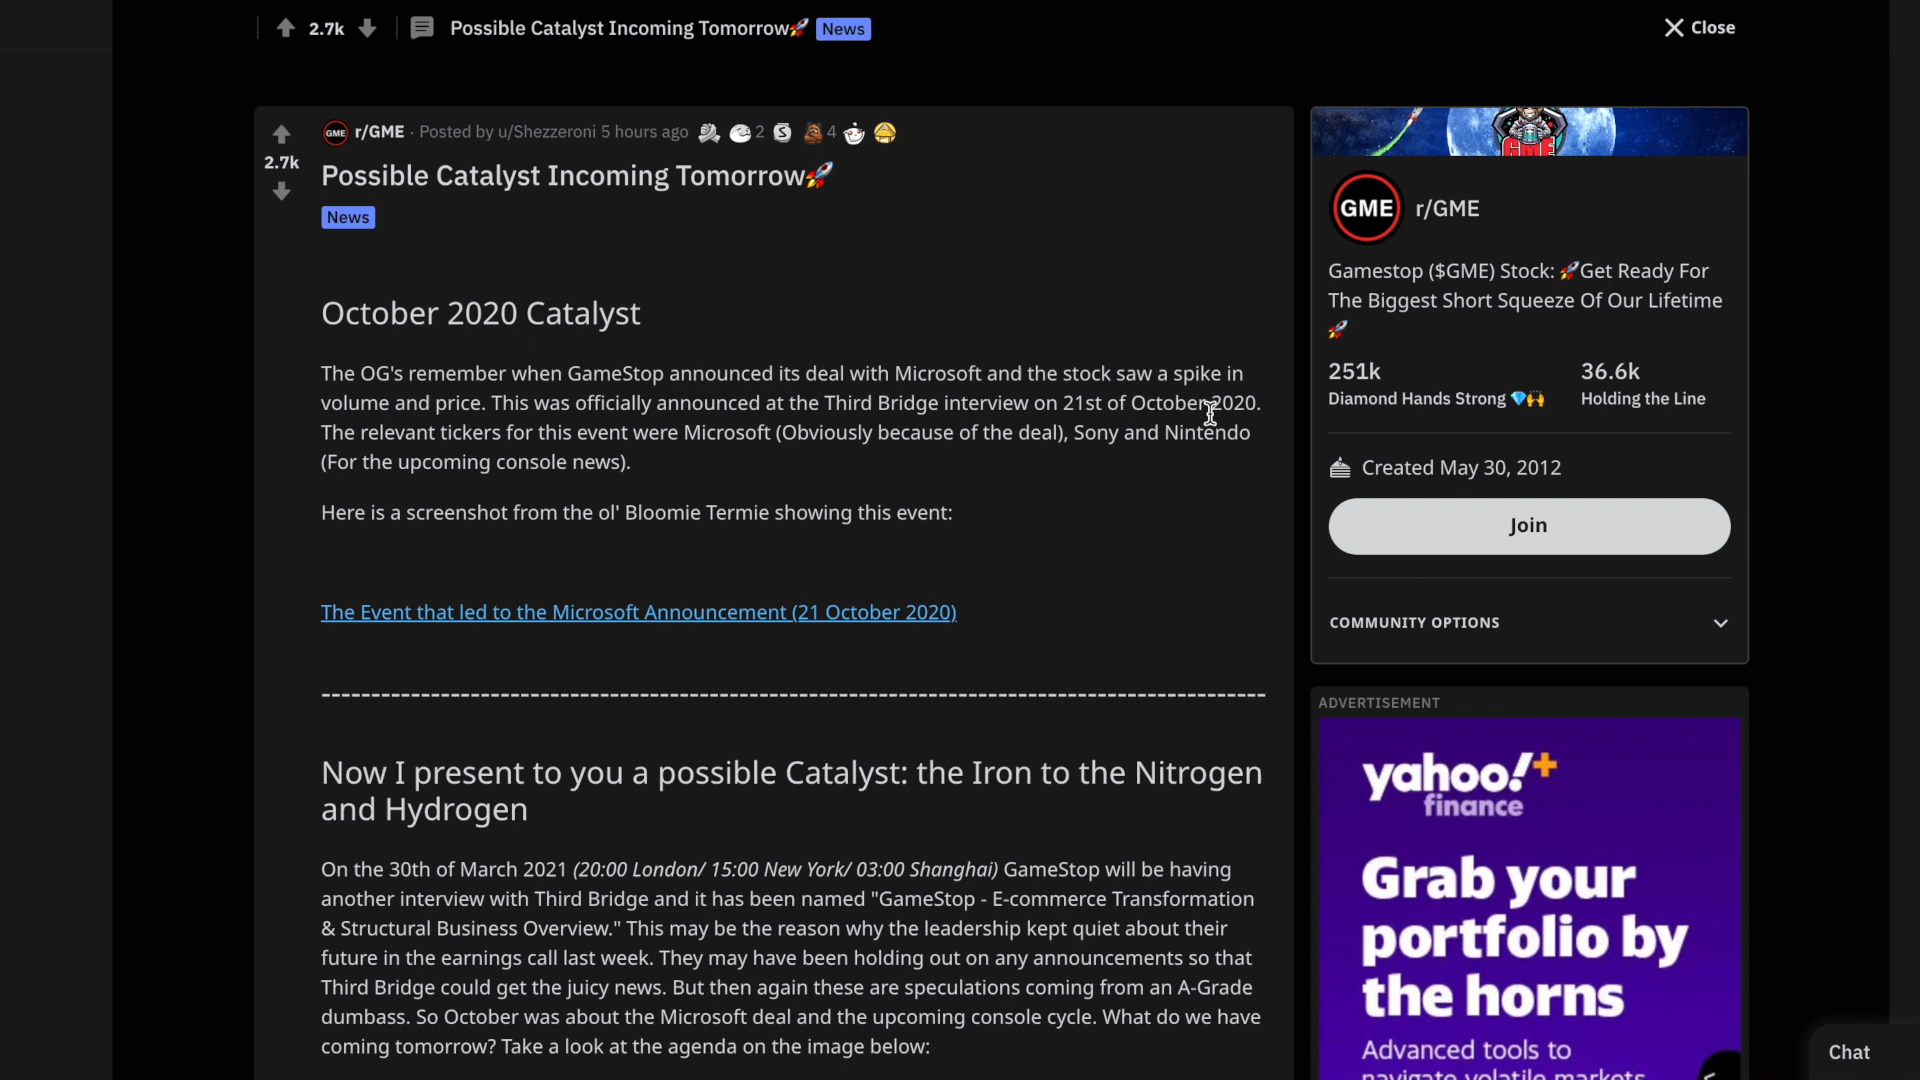 2.7k Possible Catalyst Incoming Tomorrow🚀 News
Close
2.7k
r/GME · Posted by u/Shezzeroni 5 hours ago 2 4
Possible Catalyst Incoming Tomorrow🚀
News
October 2020 Catalyst
The OG's remember when GameStop announced its deal with Microsoft and the stock saw a spike in
volume and price. This was officially announced at the Third Bridge interview on 21st of October 2020.
The relevant tickers for this event were Microsoft (Obviously because of the deal), Sony and Nintendo
(For the upcoming console news).
Here is a screenshot from the ol' Bloomie Termie showing this event:
The Event that led to the Microsoft Announcement (21 October 2020)
-----------------------------------------------------------------------------------------------
Now I present to you a possible Catalyst: the Iron to the Nitrogen
and Hydrogen
On the 30th of March 2021 (20:00 London/ 15:00 New York/ 03:00 Shanghai) GameStop will be having
another interview with Third Bridge and it has been named "GameStop - E-commerce Transformation
& Structural Business Overview." This may be the reason why the leadership kept quiet about their
future in the earnings call last week. They may have been holding out on any announcements so that
Third Bridge could get the juicy news. But then again these are speculations coming from an A-Grade
dumbass. So October was about the Microsoft deal and the upcoming console cycle. What do we have
coming tomorrow? Take a look at the agenda on the image below:
GME
GME r/GME
Gamestop ($GME) Stock: 🚀Get Ready For
The Biggest Short Squeeze Of Our Lifetime
🚀
251k 36.6k
Diamond Hands Strong 💎🙌 Holding the Line
Created May 30, 2012
Join
COMMUNITY OPTIONS
ADVERTISEMENT
yahoo!+
finance
Grab your
portfolio by
the horns
Advanced tools to
navigate volatile markets
Chat